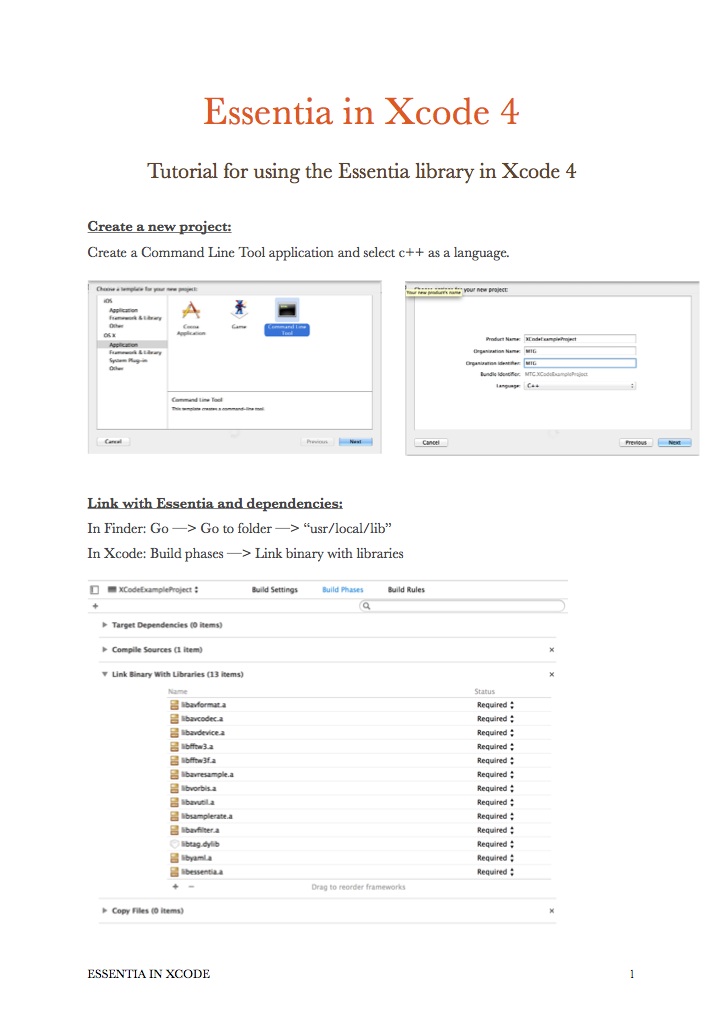 Essentia in Xcode 4
Tutorial for using the Essentia library in Xcode 4
Create a new project:
Create a Command Line Tool application and select c++ as a language.
Choose a template for your new project:
iOS
Application
Framework & Library
Other
OS X
Application
Framework & Library
System Plug-in
Other
Cocoa Application
Game
Command Line Tool
Command Line Tool
This template creates a command-line tool.
Cancel
Previous
Next
your new project:
Your new product's name
Product Name: XCodeExampleProject
Organization Name: MTG
Organization Identifier: MTG
Bundle Identifier: MTG.XCodeExampleProject
Language: C++
Cancel
Previous
Next
Link with Essentia and dependencies:
In Finder: Go —> Go to folder —> “usr/local/lib”
In Xcode: Build phases —> Link binary with libraries
XCodeExampleProject Build Settings Build Phases Build Rules
+
Target Dependencies (0 items)
Compile Sources (1 item) ×
Link Binary With Libraries (13 items) ×
Name Status
libavformat.a Required
libavcodec.a Required
libavdevice.a Required
libfftw3.a Required
libfftw3f.a Required
libavresample.a Required
libvorbis.a Required
libavutil.a Required
libsamplerate.a Required
libavfilter.a Required
libtag.dylib Required
libyaml.a Required
libessentia.a Required
+ − Drag to reorder frameworks
Copy Files (0 items) ×
ESSENTIA IN XCODE 1